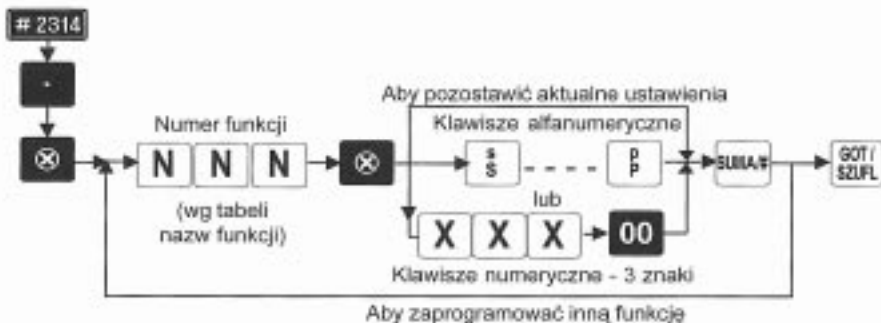 # 2314
.
⊗
Numer funkcji
N N N
(wg tabeli
nazw funkcji)
⊗
Aby pozostawić aktualne ustawienia
Klawisze alfanumeryczne
s
S
- - - -
p
P
lub
X X X
00
Klawisze numeryczne - 3 znaki
GOT /
SZUFL
Aby zaprogramować inną funkcję